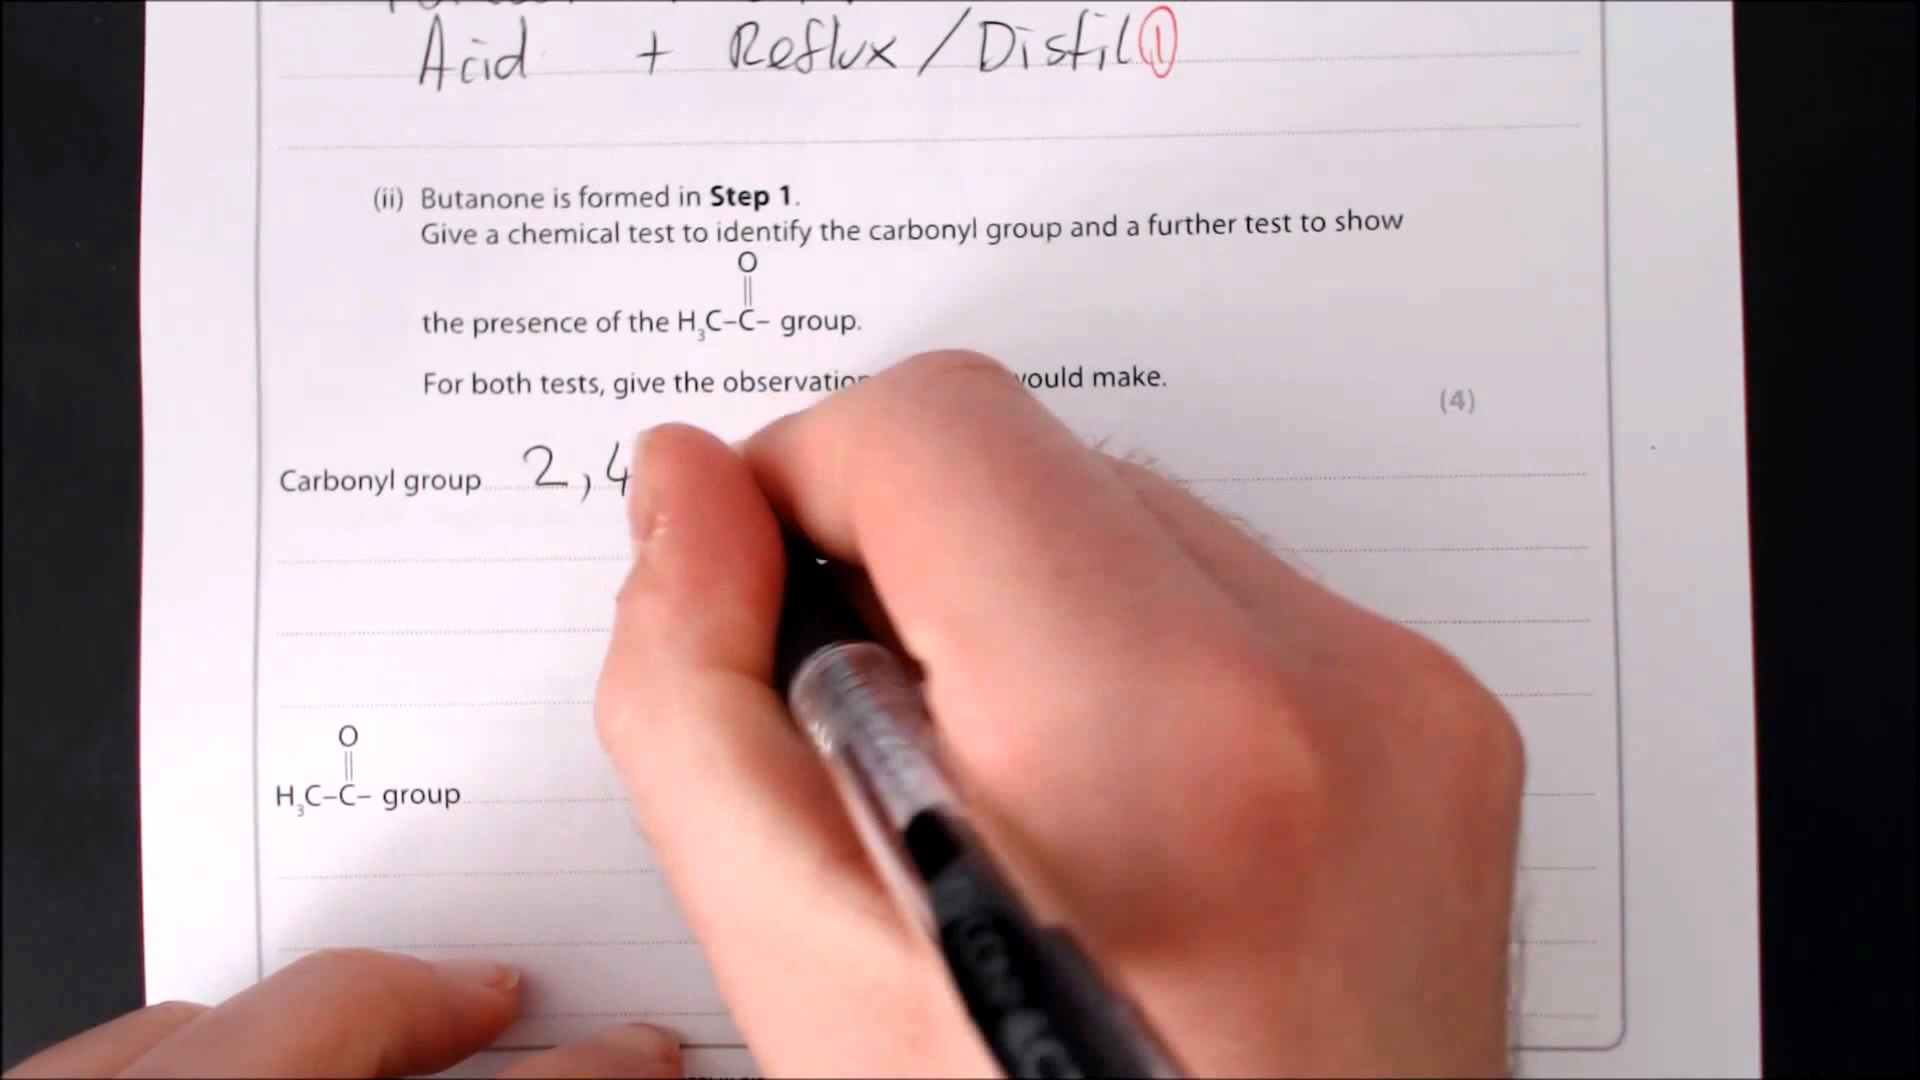 Acid + Reflux / Distil ①
(ii) Butanone is formed in Step 1.
Give a chemical test to identify the carbonyl group and a further test to show
O
the presence of the H₃C–C– group.
For both tests, give the observation ould make.
(4)
Carbonyl group 2,4
O
H₃C–C– group